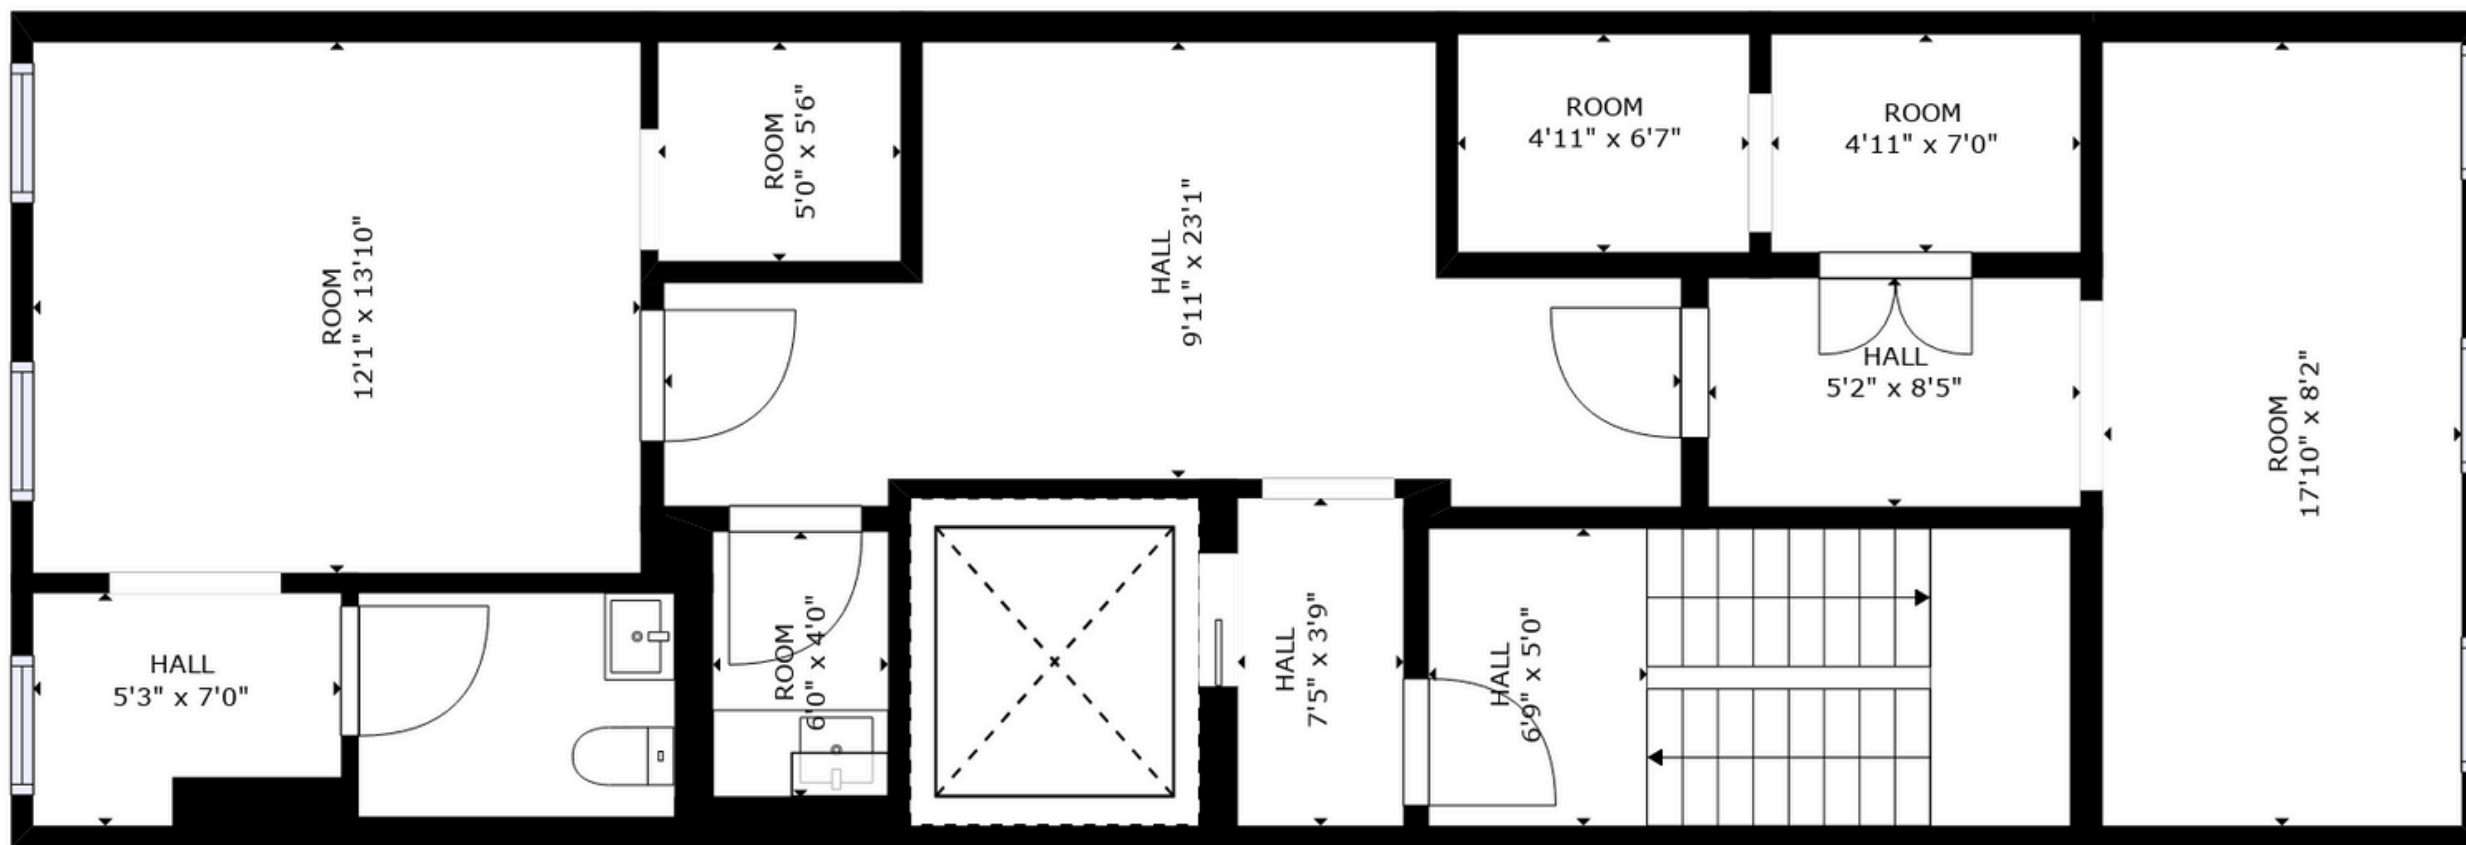 ROOM
12'1" x 13'10"
ROOM
5'0" x 5'6"
HALL
9'11" x 23'1"
ROOM
4'11" x 6'7"
ROOM
4'11" x 7'0"
HALL
5'2" x 8'5"
ROOM
17'10" x 8'2"
HALL
5'3" x 7'0"
ROOM
6'0" x 4'0"
HALL
7'5" x 3'9"
HALL
6'9" x 5'0"